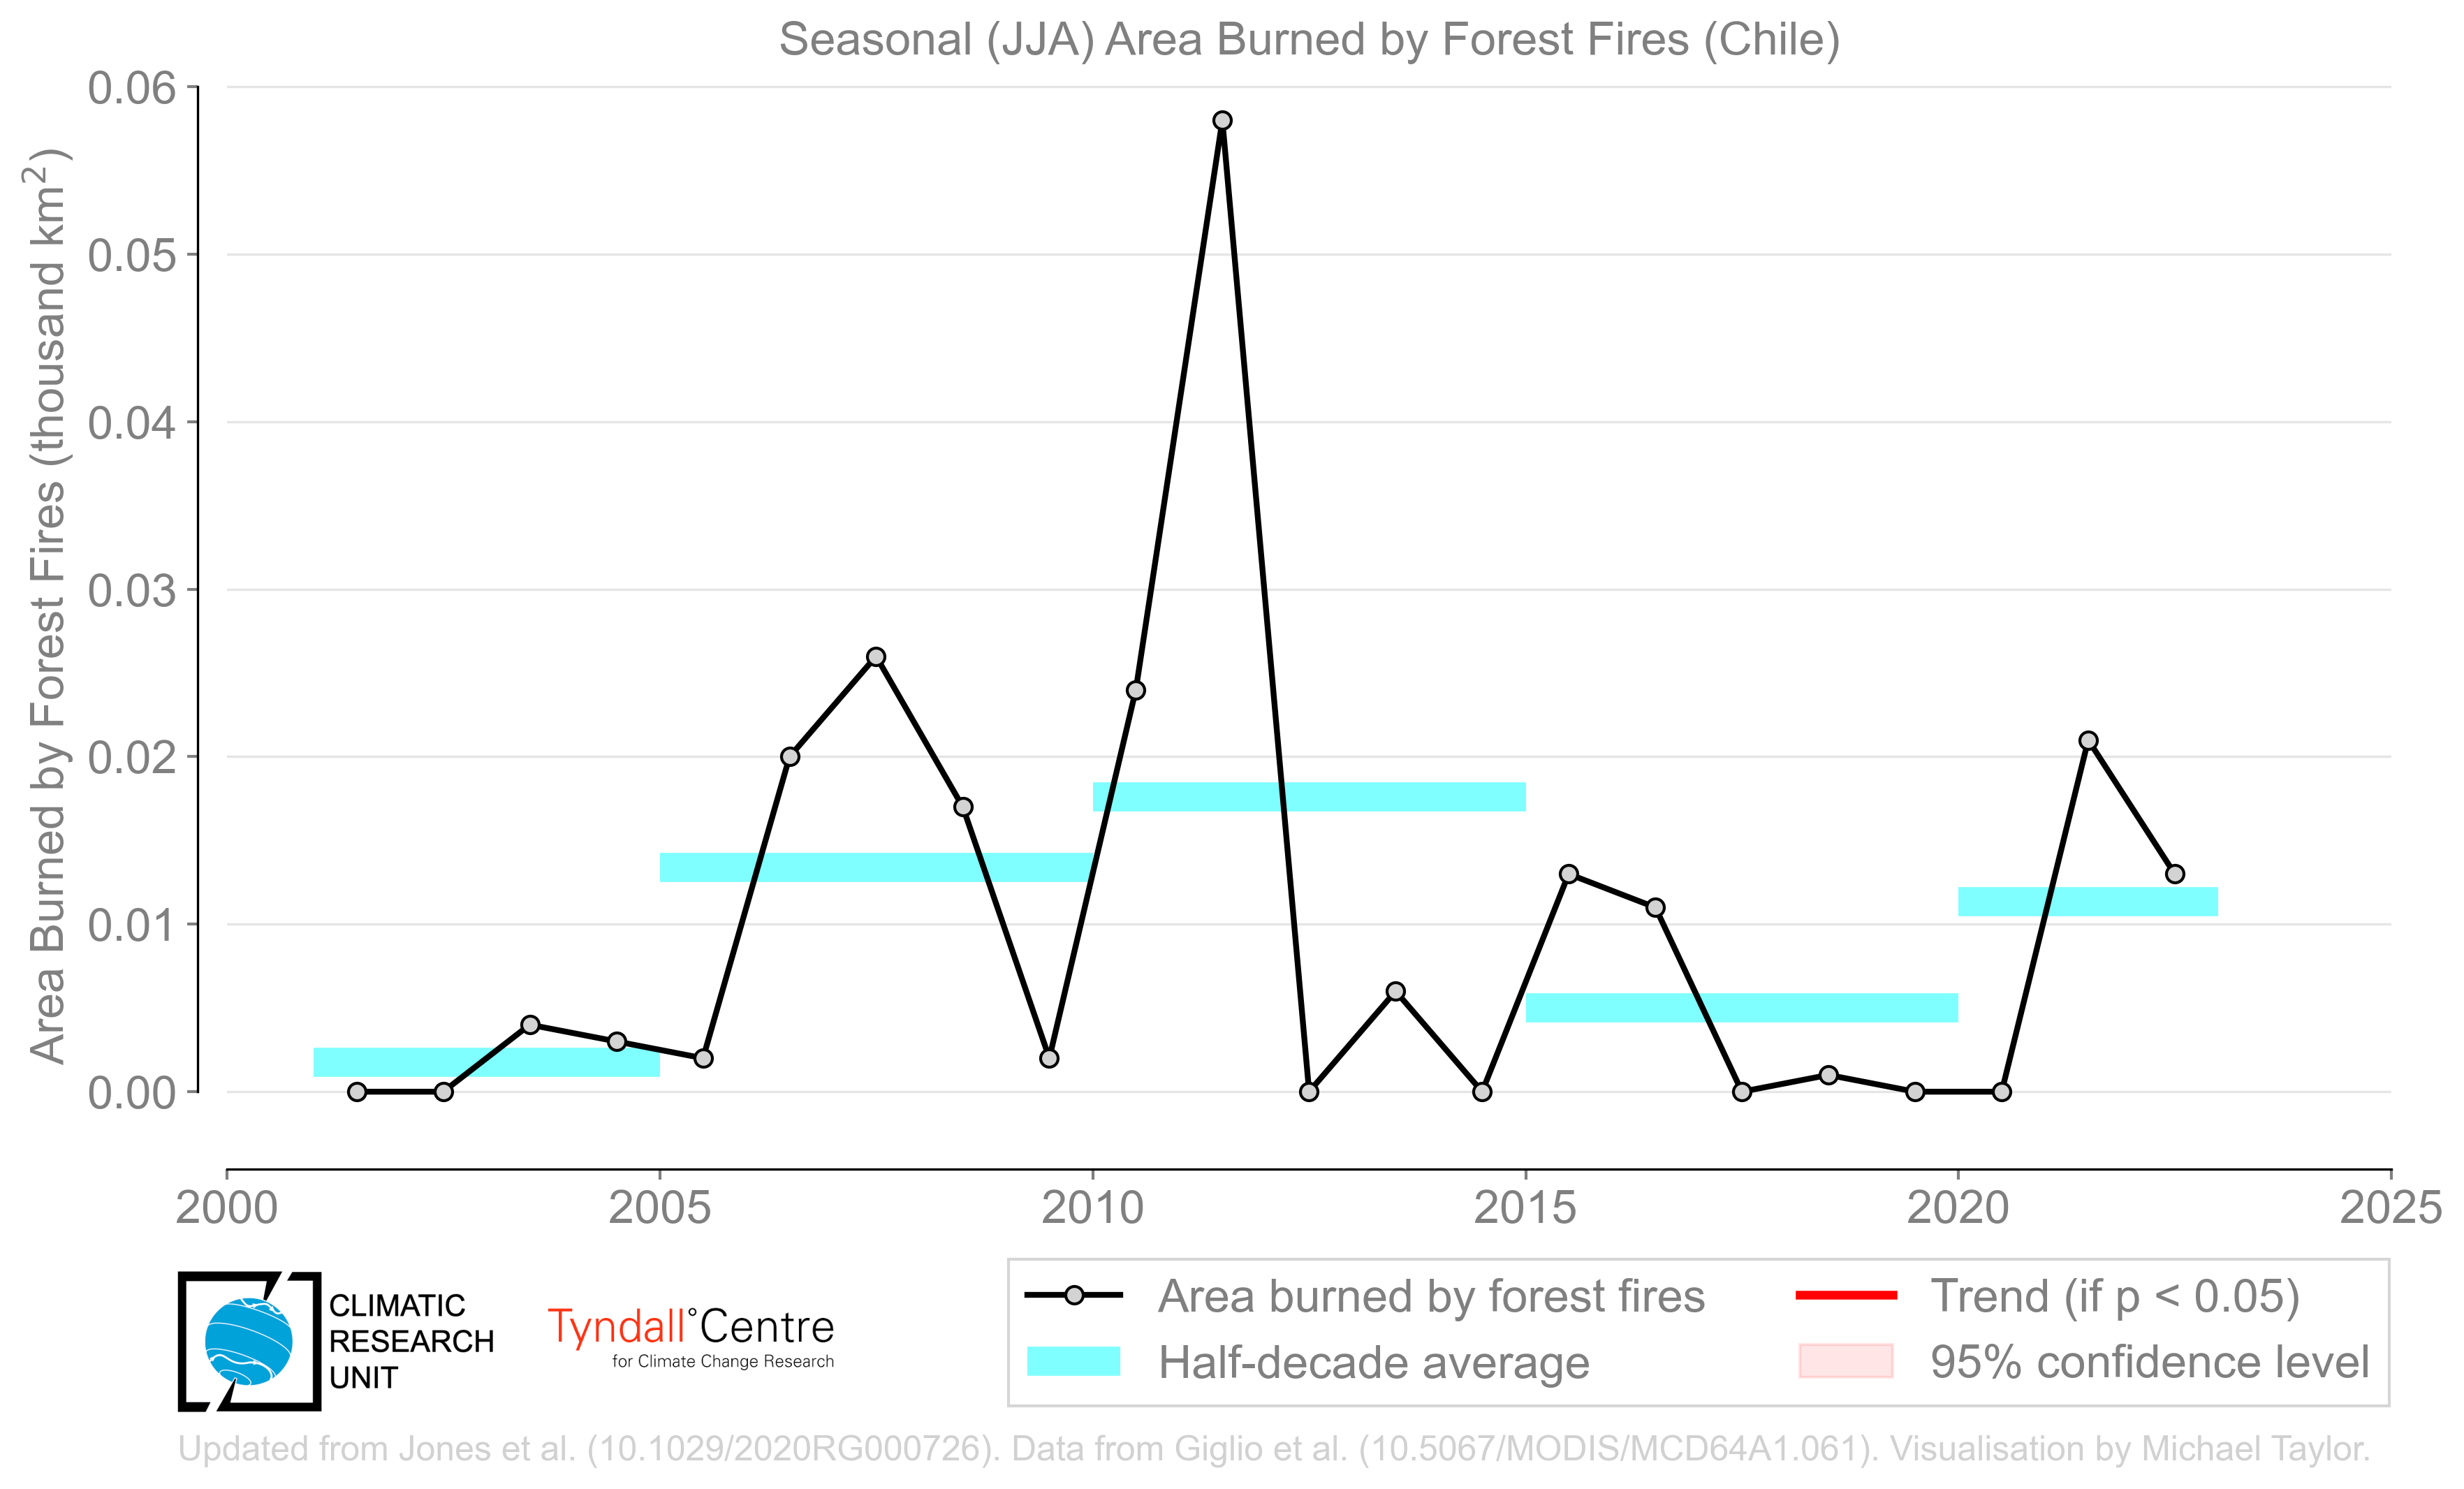 Seasonal (JJA) Area Burned by Forest Fires (Chile)
Area Burned by Forest Fires (thousand km²)
0.06
0.05
0.04
0.03
0.02
0.01
0.00
2000 2005 2010 2015 2020 2025
CLIMATIC
RESEARCH
UNIT
Tyndall°Centre
for Climate Change Research
Area burned by forest fires
Half-decade average
Trend (if p < 0.05)
95% confidence level
Updated from Jones et al. (10.1029/2020RG000726). Data from Giglio et al. (10.5067/MODIS/MCD64A1.061). Visualisation by Michael Taylor.